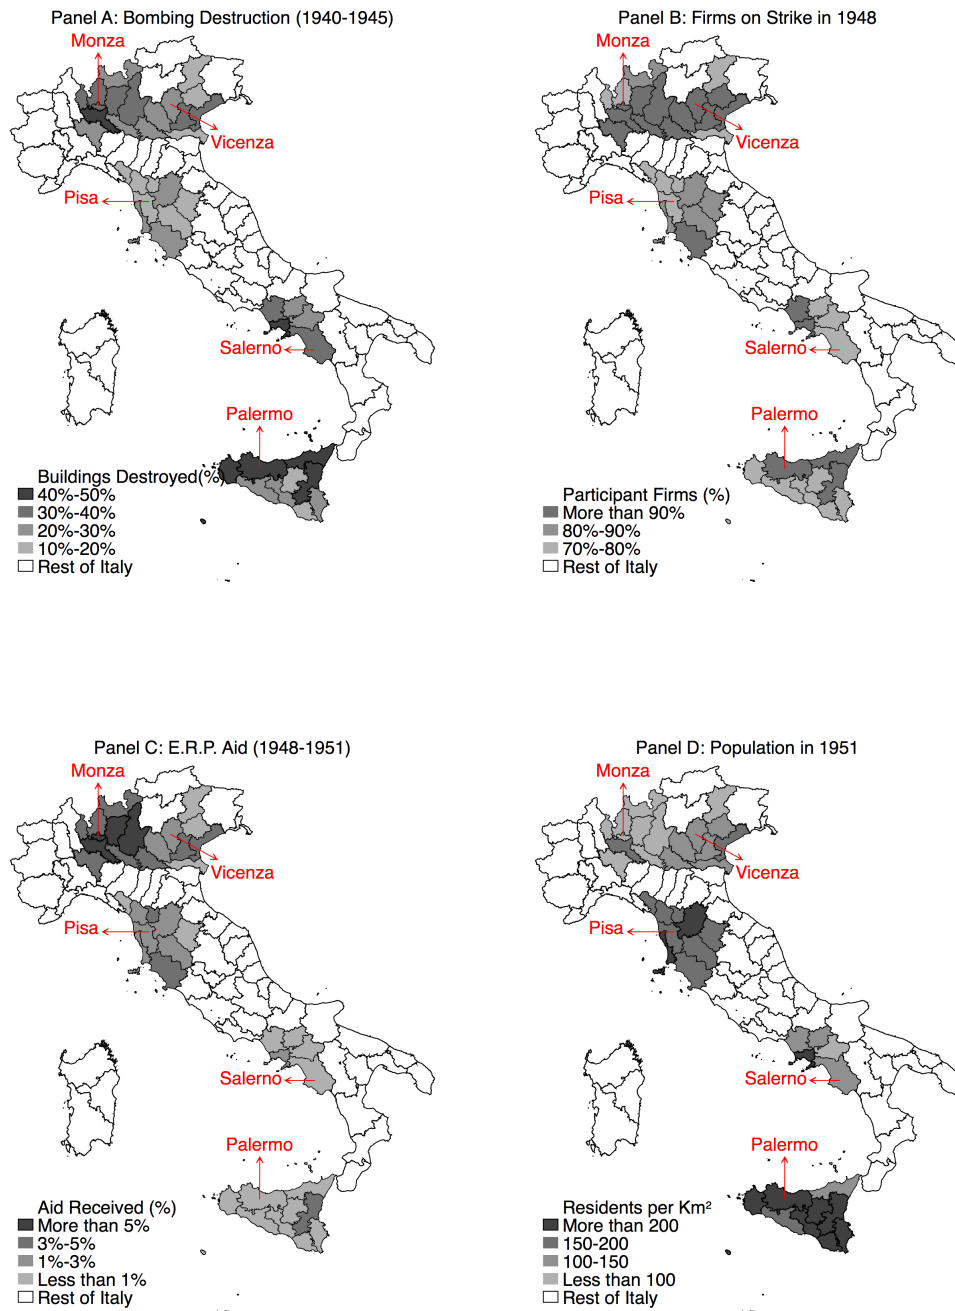 Panel A: Bombing Destruction (1940-1945)
Monza
Vicenza
Pisa
Salerno
Palermo
Buildings Destroyed(%)
40%-50%
30%-40%
20%-30%
10%-20%
Rest of Italy
Panel B: Firms on Strike in 1948
Monza
Vicenza
Pisa
Salerno
Palermo
Participant Firms (%)
More than 90%
80%-90%
70%-80%
Rest of Italy
Panel C: E.R.P. Aid (1948-1951)
Monza
Vicenza
Pisa
Salerno
Palermo
Aid Received (%)
More than 5%
3%-5%
1%-3%
Less than 1%
Rest of Italy
Panel D: Population in 1951
Monza
Vicenza
Pisa
Salerno
Palermo
Residents per Km²
More than 200
150-200
100-150
Less than 100
Rest of Italy